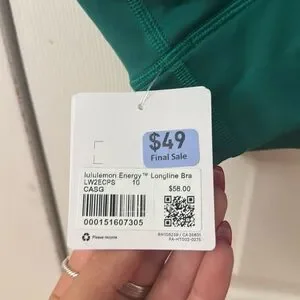 $49
Final Sale
lululemon Energy™ Longline Bra
LW2ECPS 10
CASG $58.00
000151607305
Please recycle